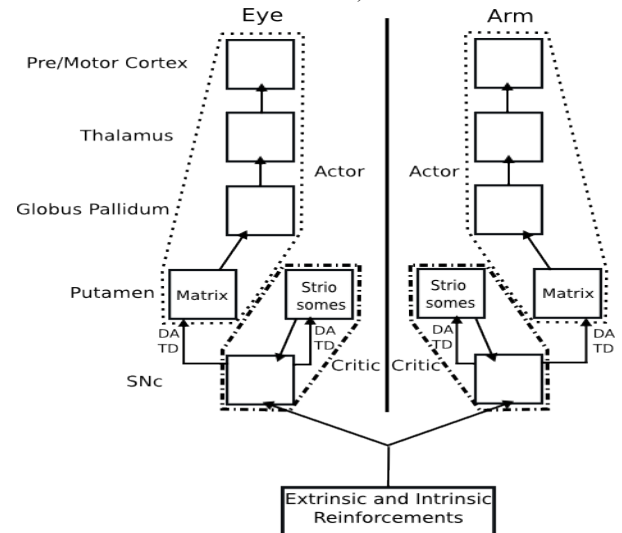 Eye
Arm
Pre/Motor Cortex
Thalamus
Actor
Actor
Globus Pallidum
Putamen
Matrix
Strio
somes
Strio
somes
Matrix
DA
TD
DA
TD
DA
TD
DA
TD
SNc
Critic
Critic
Extrinsic and Intrinsic
Reinforcements